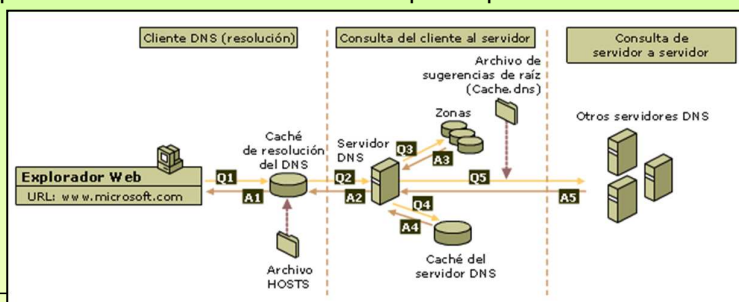 Cliente DNS (resolución)
Consulta del cliente al servidor
Consulta de
servidor a servidor
Archivo de
sugerencias de raíz
(Cache.dns)
Zonas
Otros servidores DNS
Caché
de resolución
del DNS
Servidor
DNS
Q3
A3
Explorador Web
URL: www.microsoft.com
Q1
A1
Q2
A2
Q5
A5
Q4
A4
Archivo
HOSTS
Caché del
servidor DNS